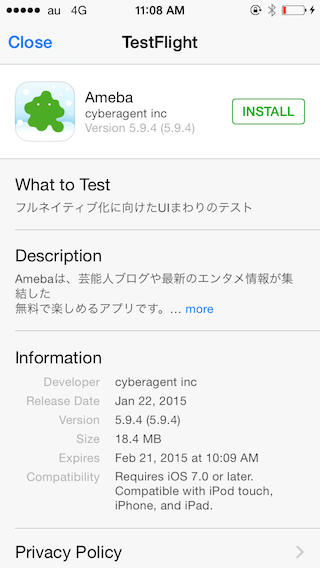 au 4G 11:08 AM
Close TestFlight
Ameba
cyberagent inc
Version 5.9.4 (5.9.4)
INSTALL
What to Test
フルネイティブ化に向けたUIまわりのテスト
Description
Amebaは、芸能人ブログや最新のエンタメ情報が集
結した
無料で楽しめるアプリです。... more
Information
Developer cyberagent inc
Release Date Jan 22, 2015
Version 5.9.4 (5.9.4)
Size 18.4 MB
Expires Feb 21, 2015 at 10:09 AM
Compatibility Requires iOS 7.0 or later.
Compatible with iPod touch,
iPhone, and iPad.
Privacy Policy